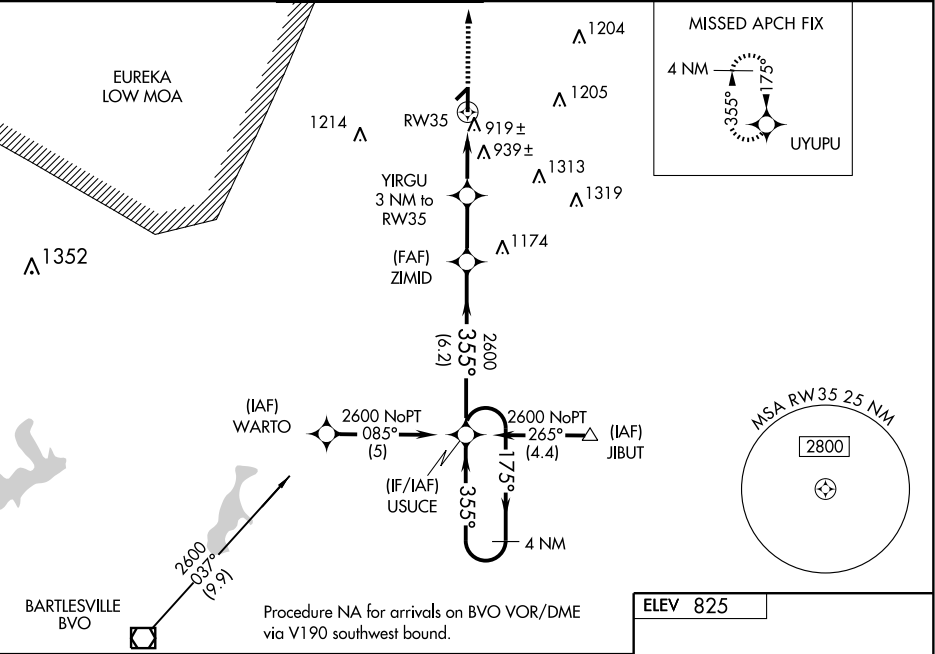 EUREKA
LOW MOA
1204
1205
1214
RW35
919±
939±
1313
1319
YIRGU
3 NM to
RW35
1352
1174
(FAF)
ZIMID
2600
355°
(6.2)
(IAF)
WARTO
2600 NoPT
085°
(5)
2600 NoPT
265°
(4.4)
(IAF)
JIBUT
(IF/IAF)
USUCE
355°
175°
4 NM
2600
037°
(9.9)
BARTLESVILLE
BVO
Procedure NA for arrivals on BVO VOR/DME
via V190 southwest bound.
MISSED APCH FIX
4 NM
355°
175°
UYUPU
MSA RW35 25 NM
2800
ELEV 825